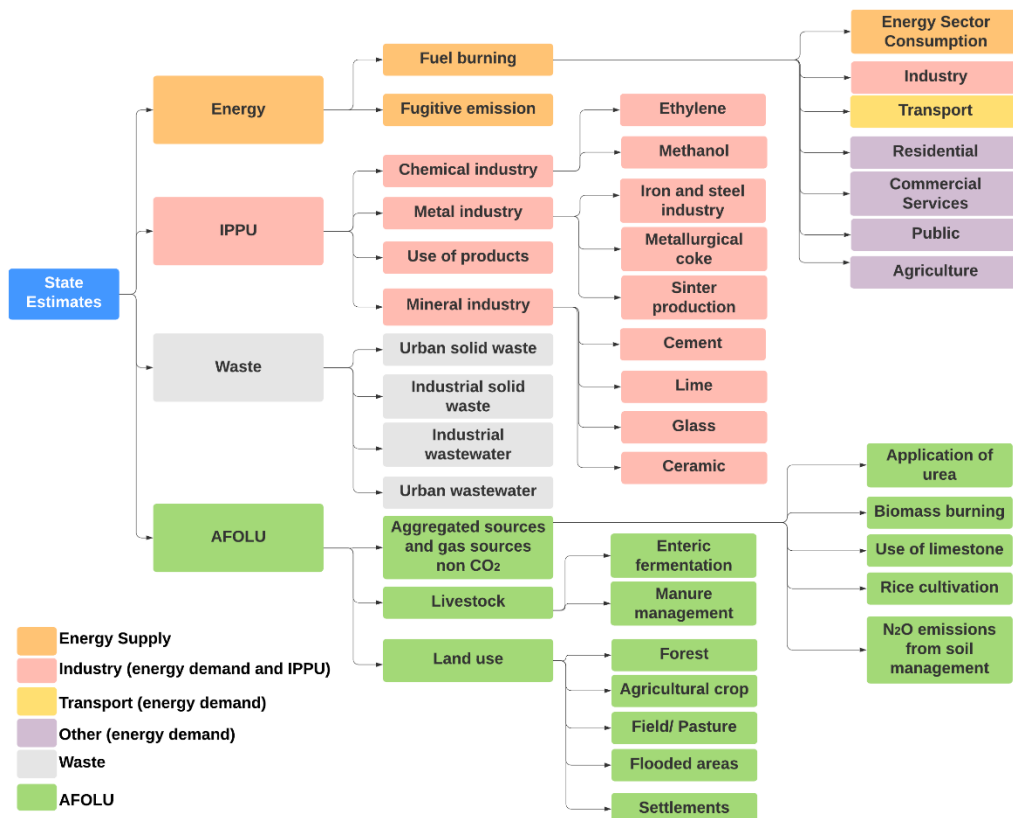 State
Estimates
Energy
IPPU
Waste
AFOLU
Fuel burning
Fugitive emission
Chemical industry
Metal industry
Use of products
Mineral industry
Urban solid waste
Industrial solid
waste
Industrial
wastewater
Urban wastewater
Aggregated sources
and gas sources
non CO₂
Livestock
Land use
Ethylene
Methanol
Iron and steel
industry
Metallurgical
coke
Sinter
production
Cement
Lime
Glass
Ceramic
Enteric
fermentation
Manure
management
Forest
Agricultural crop
Field/ Pasture
Flooded areas
Settlements
Energy Sector
Consumption
Industry
Transport
Residential
Commercial
Services
Public
Agriculture
Application of
urea
Biomass burning
Use of limestone
Rice cultivation
N₂O emissions
from soil
management
Energy Supply
Industry (energy demand and IPPU)
Transport (energy demand)
Other (energy demand)
Waste
AFOLU